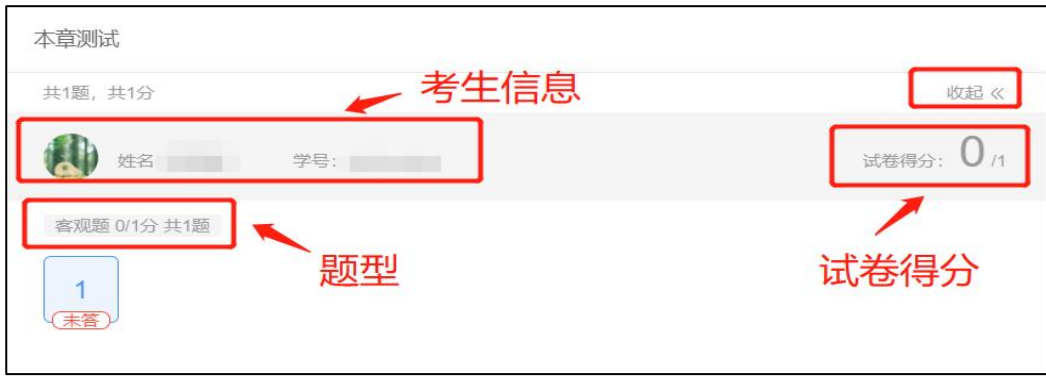 本章测试
共1题，共1分
考生信息
收起 «
姓名
学号：
试卷得分： 0 /1
客观题 0/1分 共1题
题型
试卷得分
1
未答